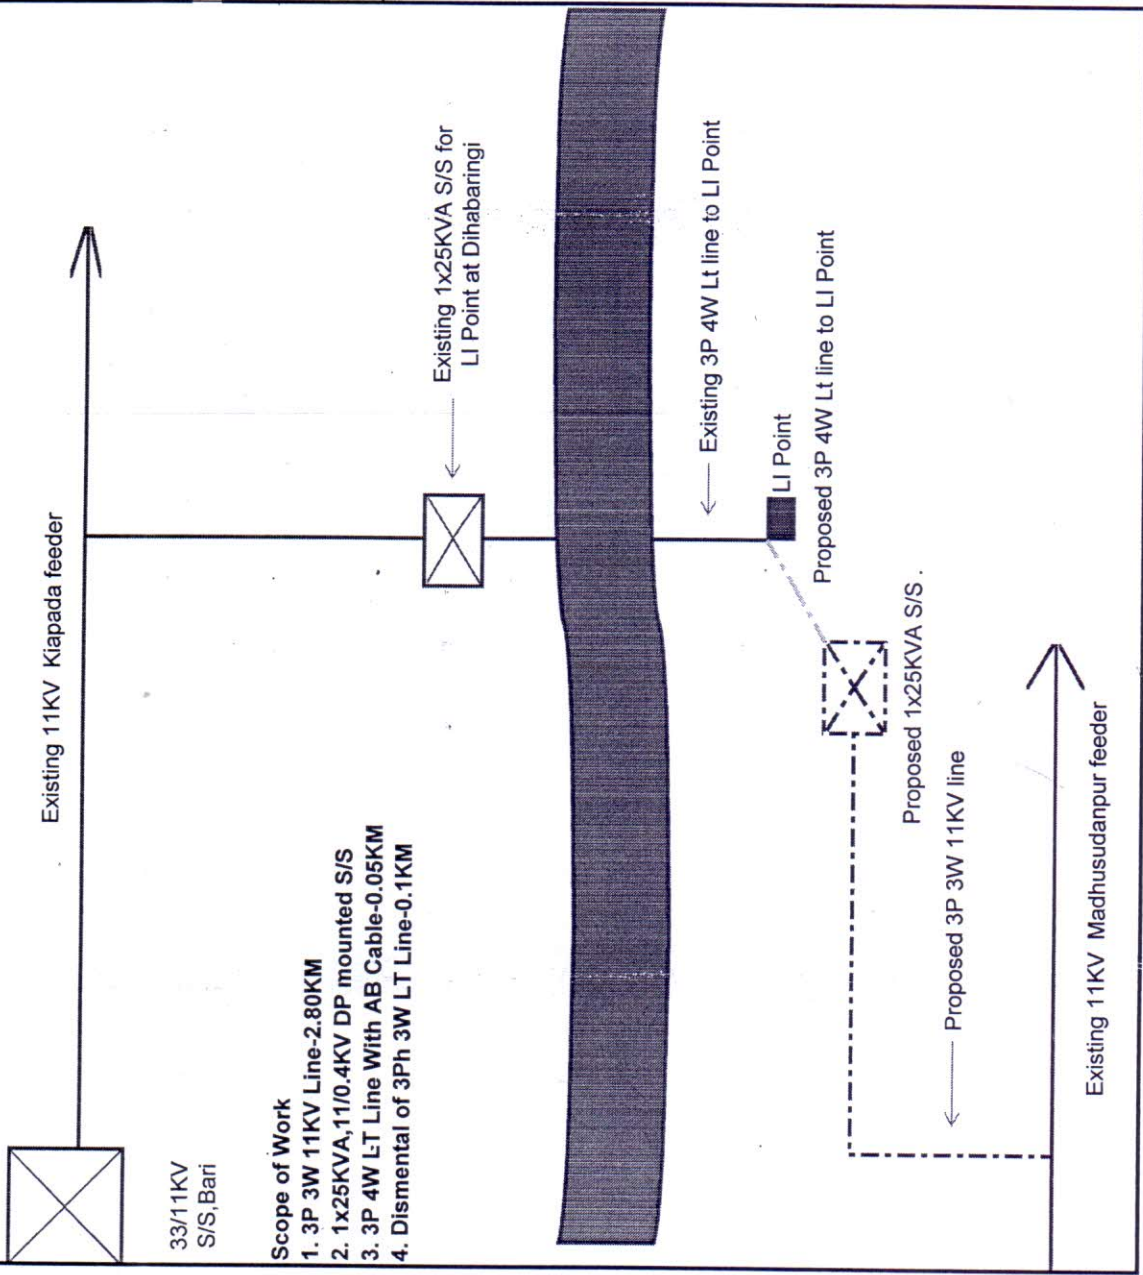 Existing 11KV Kiapada feeder
33/11KV
S/S,Bari
Existing 1x25KVA S/S for
LI Point at Dihabaringi
Scope of Work
1. 3P 3W 11KV Line-2.80KM
2. 1x25KVA,11/0.4KV DP mounted S/S
3. 3P 4W L-T Line With AB Cable-0.05KM
4. Dismental of 3Ph 3W LT Line-0.1KM
Existing 3P 4W Lt line to LI Point
LI Point
Proposed 3P 4W Lt line to LI Point
Proposed 1x25KVA S/S .
Proposed 3P 3W 11KV line
Existing 11KV Madhusudanpur feeder